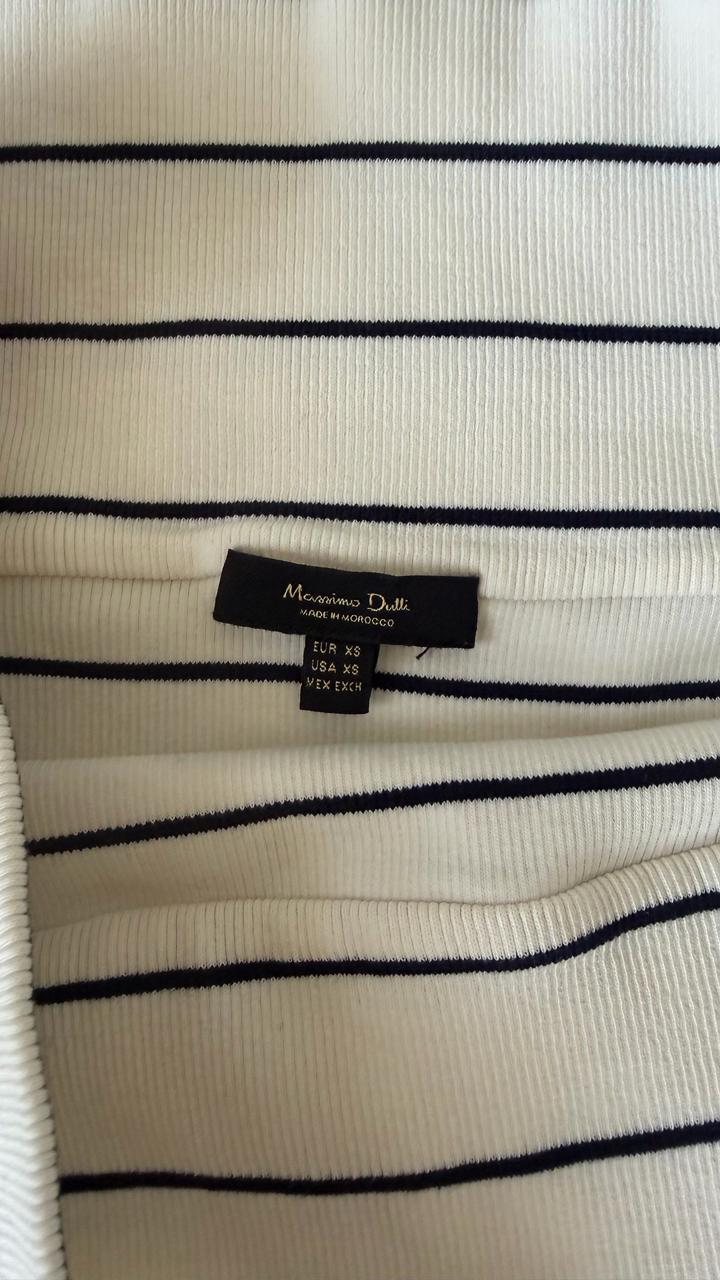 Massimo Dutti
MADE IN MOROCCO
EUR XS
USA XS
MEX EXCH